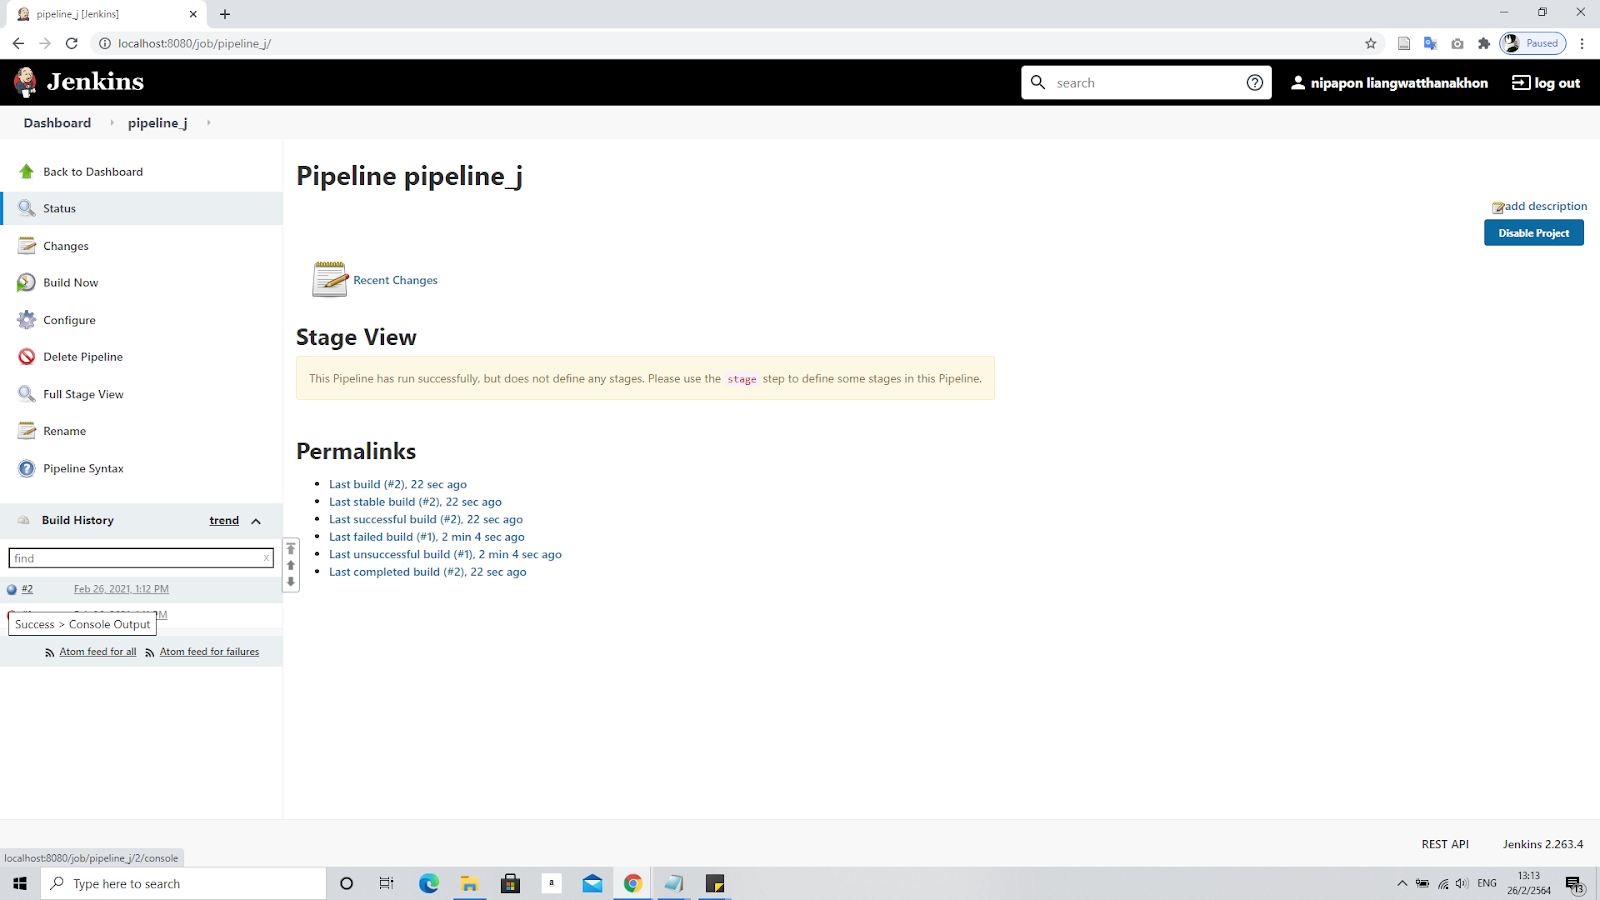 pipeline_j [Jenkins]
localhost:8080/job/pipeline_j/
Paused
Jenkins
search
nipapon liangwatthanakhon
log out
Dashboard
pipeline_j
Back to Dashboard
Status
Changes
Build Now
Configure
Delete Pipeline
Full Stage View
Rename
Pipeline Syntax
Build History
trend
find
x
#2
Feb 26, 2021, 1:12 PM
M
Success > Console Output
Atom feed for all
Atom feed for failures
Pipeline pipeline_j
add description
Disable Project
Recent Changes
Stage View
This Pipeline has run successfully, but does not define any stages. Please use the stage step to define some stages in this Pipeline.
Permalinks
Last build (#2), 22 sec ago
Last stable build (#2), 22 sec ago
Last successful build (#2), 22 sec ago
Last failed build (#1), 2 min 4 sec ago
Last unsuccessful build (#1), 2 min 4 sec ago
Last completed build (#2), 22 sec ago
REST API
Jenkins 2.263.4
localhost:8080/job/pipeline_j/2/console
Type here to search
a
ENG
13:13
26/2/2564
13